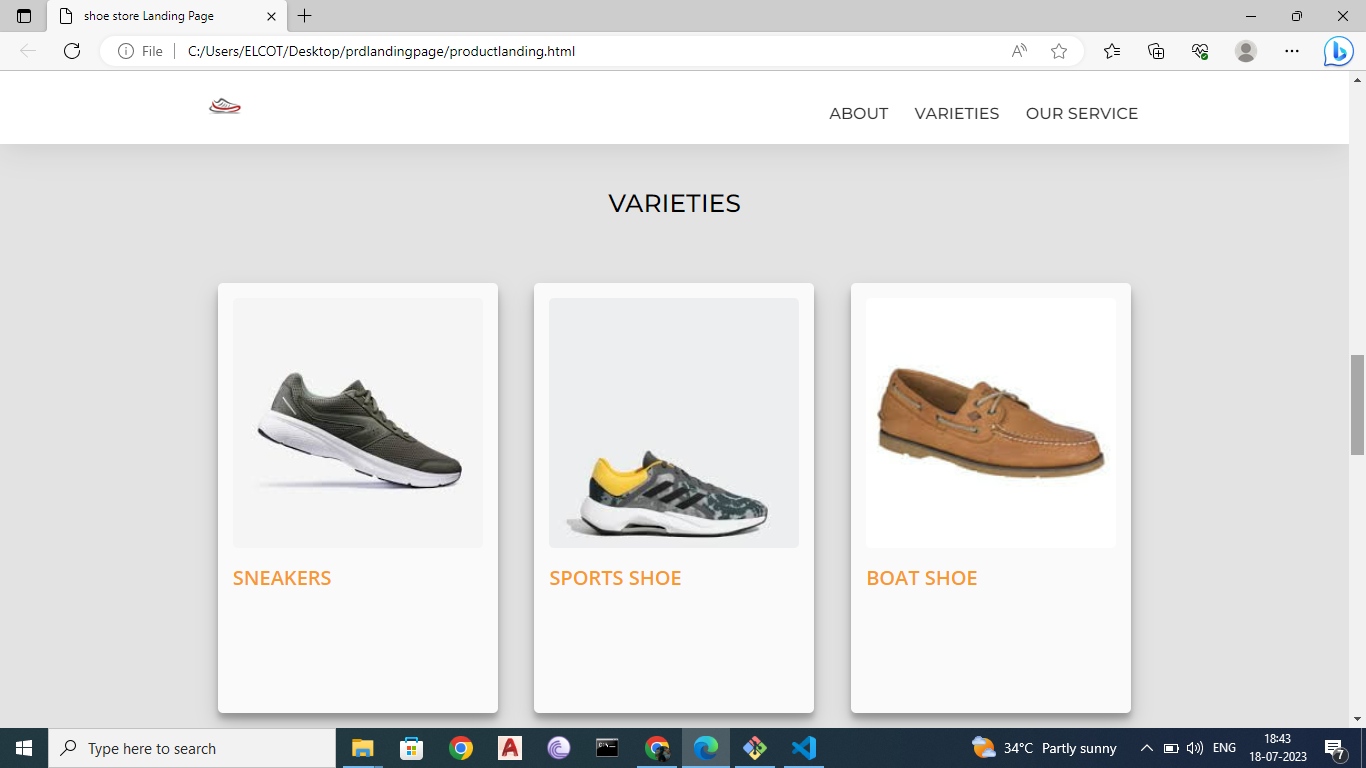 shoe store Landing Page
File
C:/Users/ELCOT/Desktop/prdlandingpage/productlanding.html
ABOUT VARIETIES OUR SERVICE
VARIETIES
SNEAKERS
SPORTS SHOE
BOAT SHOE
Type here to search
34°C Partly sunny
ENG
18:43
18-07-2023
7